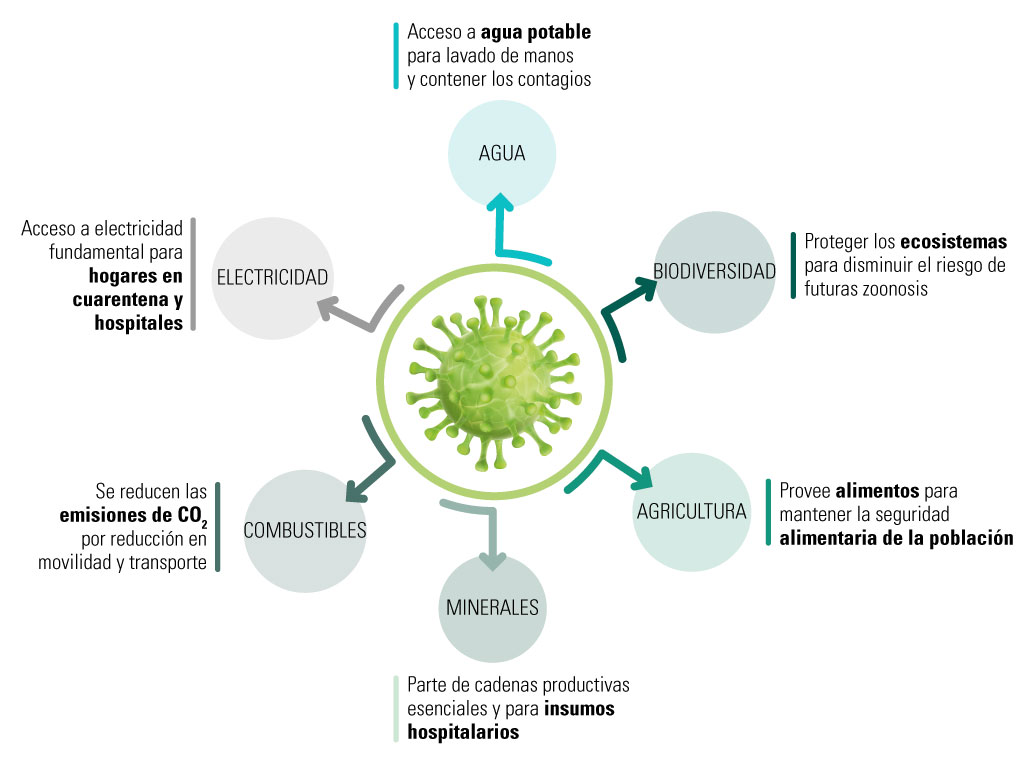 Acceso a agua potable
para lavado de manos
y contener los contagios
AGUA
Acceso a electricidad
fundamental para
hogares en
cuarentena y
hospitales
ELECTRICIDAD
BIODIVERSIDAD
Proteger los ecosistemas
para disminuir el riesgo de
futuras zoonosis
Se reducen las
emisiones de CO₂
por reducción en
movilidad y transporte
COMBUSTIBLES
AGRICULTURA
Provee alimentos para
mantener la seguridad
alimentaria de la población
MINERALES
Parte de cadenas productivas
esenciales y para insumos
hospitalarios